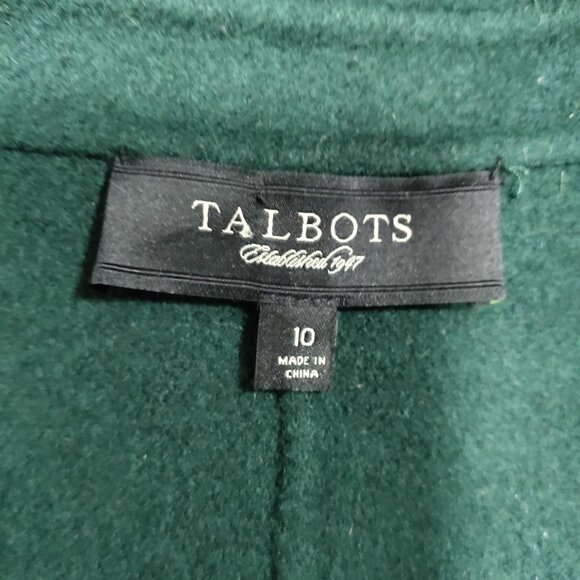 TALBOTS
Established 1947
10
MADE IN
CHINA